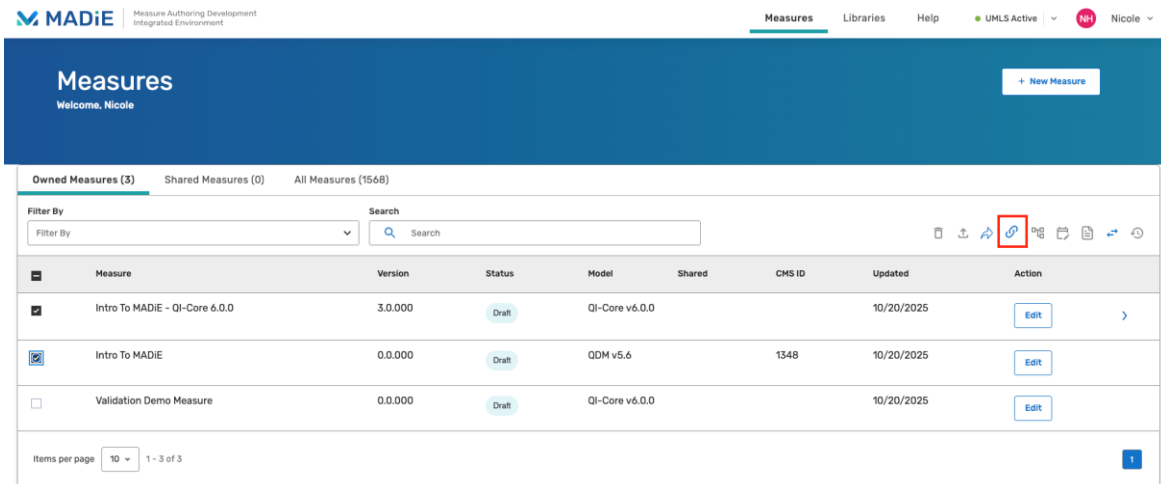 MADiE
Measure Authoring Development
Integrated Environment
Measures Libraries Help UMLS Active NH Nicole
Measures
Welcome, Nicole
+ New Measure
Owned Measures (3) Shared Measures (0) All Measures (1568)
Filter By Search
Filter By Search
Measure Version Status Model Shared CMS ID Updated Action
Intro To MADiE - QI-Core 6.0.0 3.0.000 Draft QI-Core v6.0.0 10/20/2025 Edit
Intro To MADiE 0.0.000 Draft QDM v5.6 1348 10/20/2025 Edit
Validation Demo Measure 0.0.000 Draft QI-Core v6.0.0 10/20/2025 Edit
Items per page 10 1 - 3 of 3 1